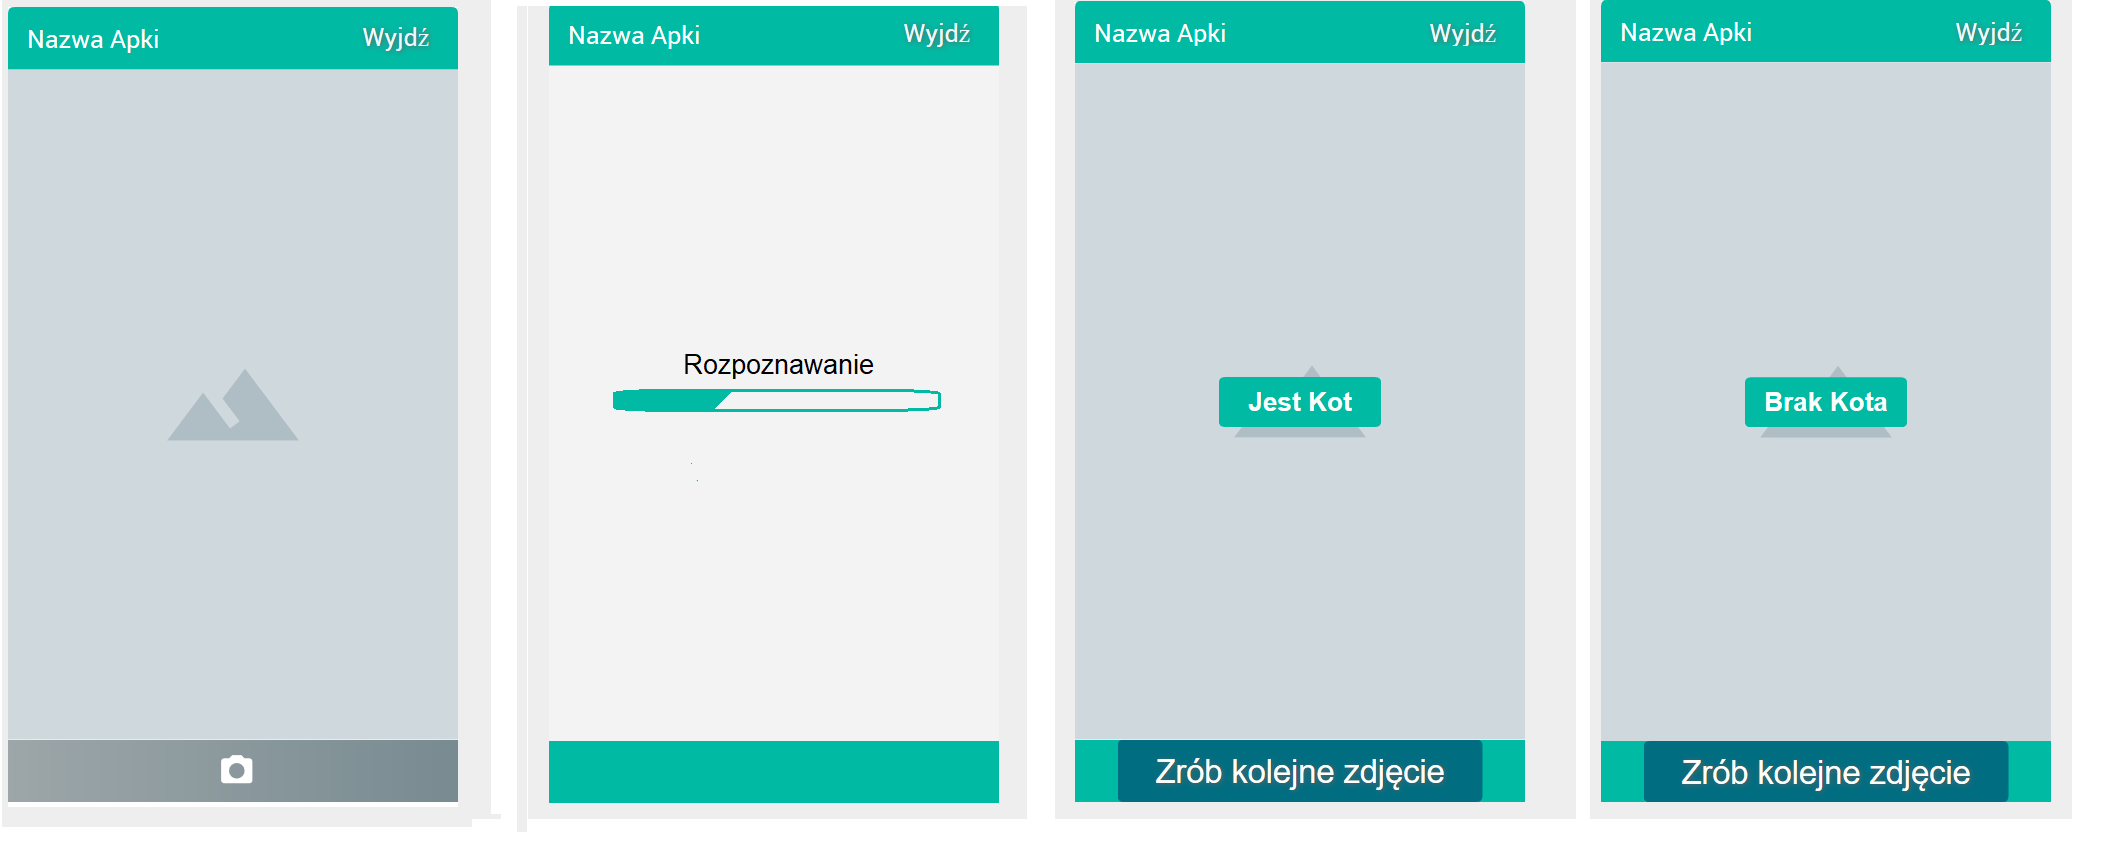 Nazwa Apki
Wyjdź
Nazwa Apki
Wyjdź
Rozpoznawanie
Nazwa Apki
Wyjdź
Jest Kot
Zrób kolejne zdjęcie
Nazwa Apki
Wyjdź
Brak Kota
Zrób kolejne zdjęcie